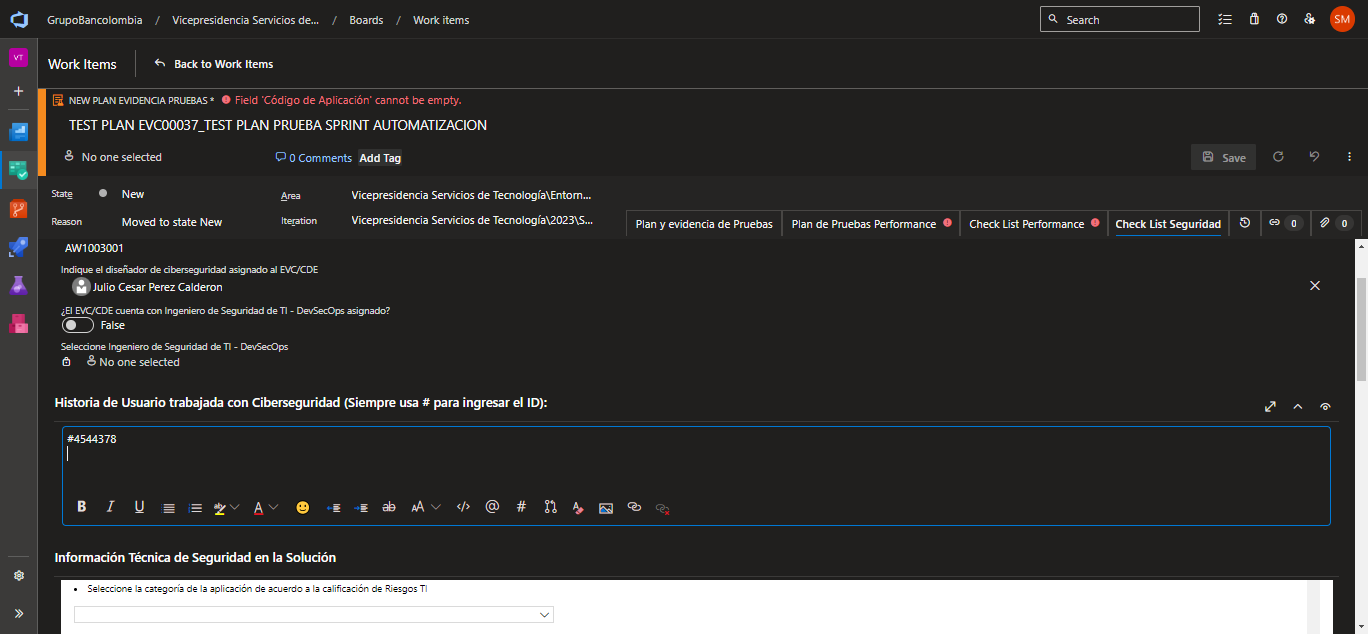 GrupoBancolombia / Vicepresidencia Servicios de... / Boards / Work items
Search
SM
VT
Work Items
Back to Work Items
NEW PLAN EVIDENCIA PRUEBAS * Field 'Código de Aplicación' cannot be empty.
TEST PLAN EVC00037_TEST PLAN PRUEBA SPRINT AUTOMATIZACION
No one selected
0 Comments
Add Tag
Save
State
New
Area
Vicepresidencia Servicios de Tecnología\Entorn...
Reason
Moved to state New
Iteration
Vicepresidencia Servicios de Tecnología\2023\S...
Plan y evidencia de Pruebas
Plan de Pruebas Performance
Check List Performance
Check List Seguridad
0
0
AW1003001
Indique el diseñador de ciberseguridad asignado al EVC/CDE
Julio Cesar Perez Calderon
¿El EVC/CDE cuenta con Ingeniero de Seguridad de TI - DevSecOps asignado?
False
Seleccione Ingeniero de Seguridad de TI - DevSecOps
No one selected
Historia de Usuario trabajada con Ciberseguridad (Siempre usa # para ingresar el ID):
#4544378
B I U ab A ab AA </> @ #
Información Técnica de Seguridad en la Solución
• Seleccione la categoría de la aplicación de acuerdo a la calificación de Riesgos TI